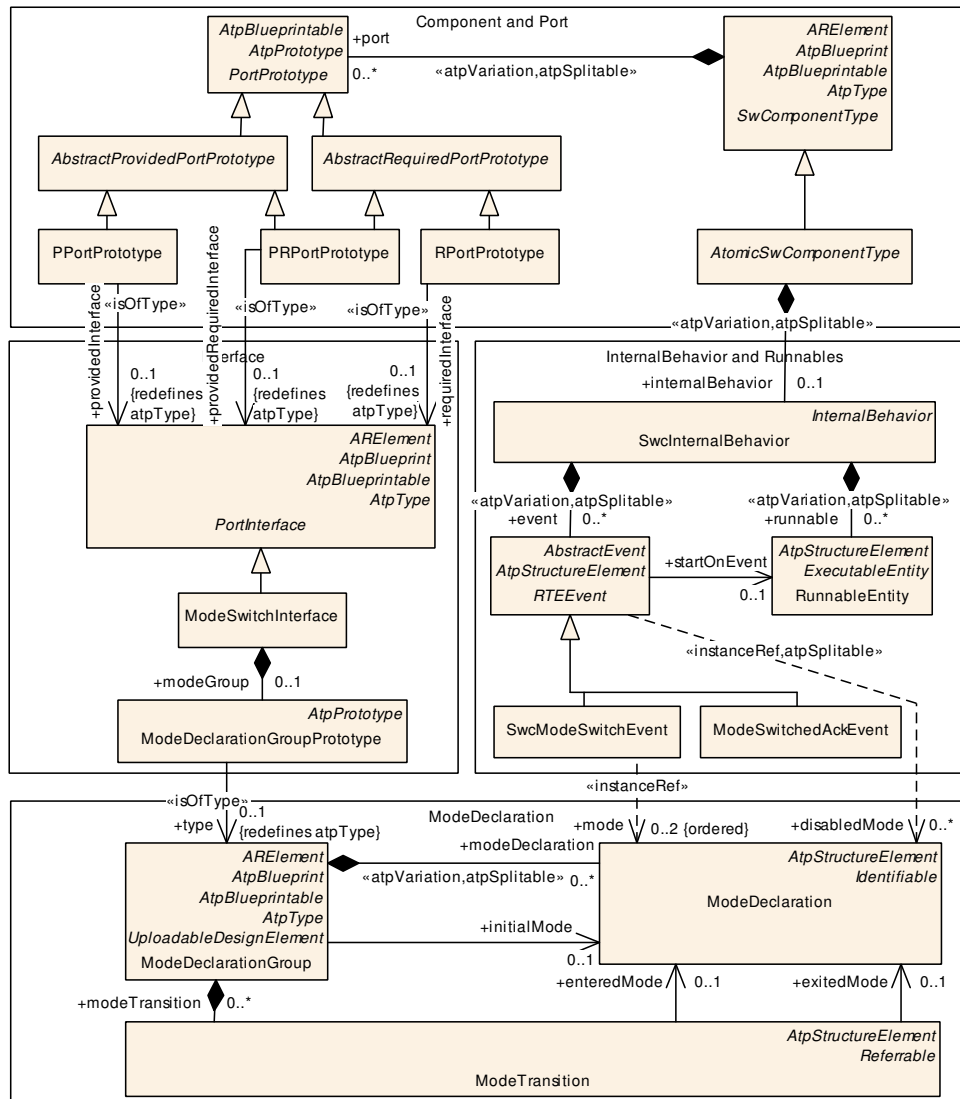 Component and Port
AtpBlueprintable
AtpPrototype
PortPrototype
+port
0..*
«atpVariation,atpSplitable»
ARElement
AtpBlueprint
AtpBlueprintable
AtpType
SwComponentType
AbstractProvidedPortPrototype
AbstractRequiredPortPrototype
PPortPrototype
PRPortPrototype
RPortPrototype
AtomicSwComponentType
«isOfType»
«isOfType»
«isOfType»
+providedInterface
+providedRequiredInterface
+requiredInterface
«atpVariation,atpSplitable»
erface
InternalBehavior and Runnables
0..1
{redefines
atpType}
0..1
{redefines
atpType}
0..1
{redefines
atpType}
+internalBehavior
0..1
ARElement
AtpBlueprint
AtpBlueprintable
AtpType
PortInterface
InternalBehavior
SwcInternalBehavior
«atpVariation,atpSplitable»
+event
0..*
«atpVariation,atpSplitable»
+runnable
0..*
AbstractEvent
AtpStructureElement
RTEEvent
+startOnEvent
0..1
AtpStructureElement
ExecutableEntity
RunnableEntity
ModeSwitchInterface
«instanceRef,atpSplitable»
+modeGroup
0..1
AtpPrototype
ModeDeclarationGroupPrototype
SwcModeSwitchEvent
ModeSwitchedAckEvent
«isOfType»
+type
0..1
{redefines atpType}
ModeDeclaration
«instanceRef»
+mode
0..2 {ordered}
+disabledMode
0..*
+modeDeclaration
«atpVariation,atpSplitable»
0..*
ARElement
AtpBlueprint
AtpBlueprintable
AtpType
UploadableDesignElement
ModeDeclarationGroup
AtpStructureElement
Identifiable
ModeDeclaration
+initialMode
0..1
+modeTransition
0..*
+enteredMode
0..1
+exitedMode
0..1
AtpStructureElement
Referrable
ModeTransition